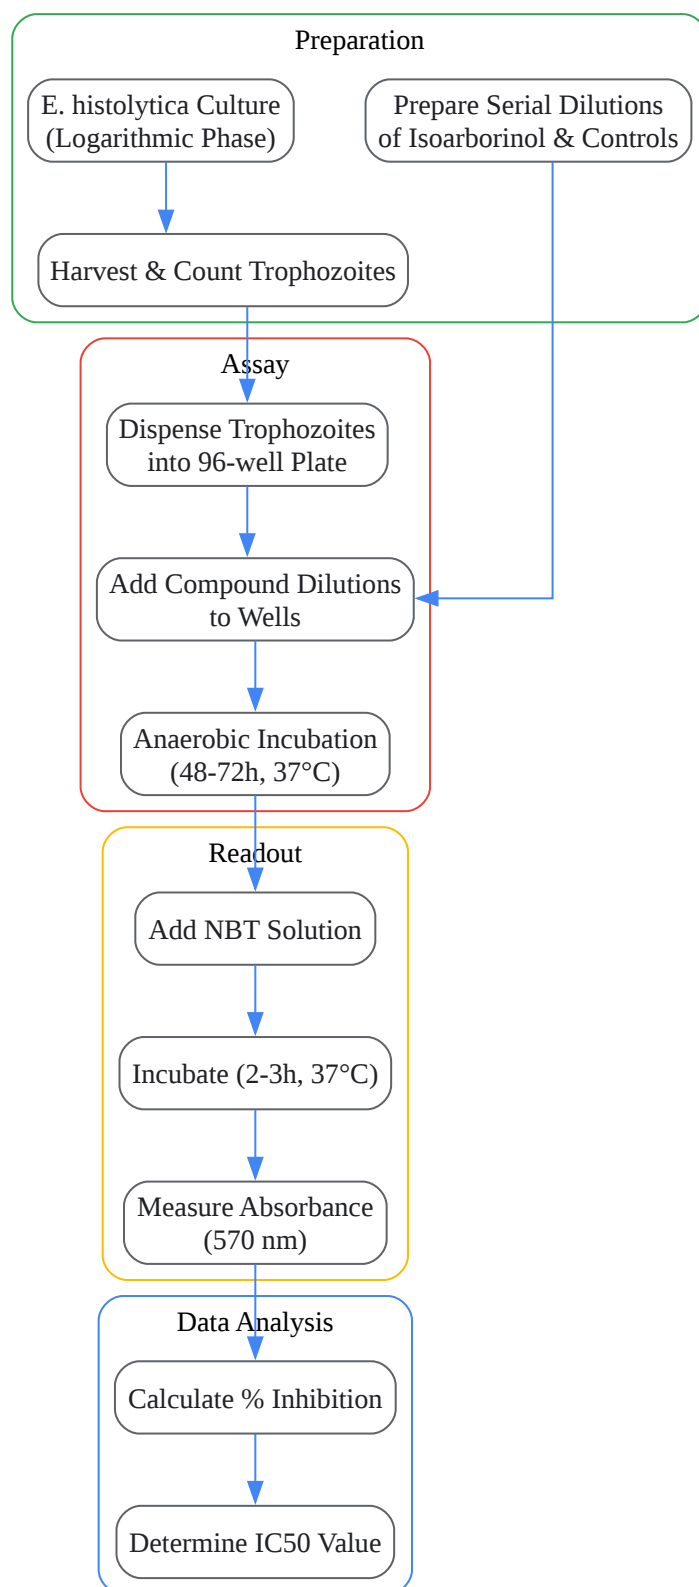 Preparation
E. histolytica Culture
(Logarithmic Phase)
Prepare Serial Dilutions
of Isoarborinol & Controls
Harvest & Count Trophozoites
Assay
Dispense Trophozoites
into 96-well Plate
Add Compound Dilutions
to Wells
Anaerobic Incubation
(48-72h, 37°C)
Readout
Add NBT Solution
Incubate (2-3h, 37°C)
Measure Absorbance
(570 nm)
Data Analysis
Calculate % Inhibition
Determine IC50 Value